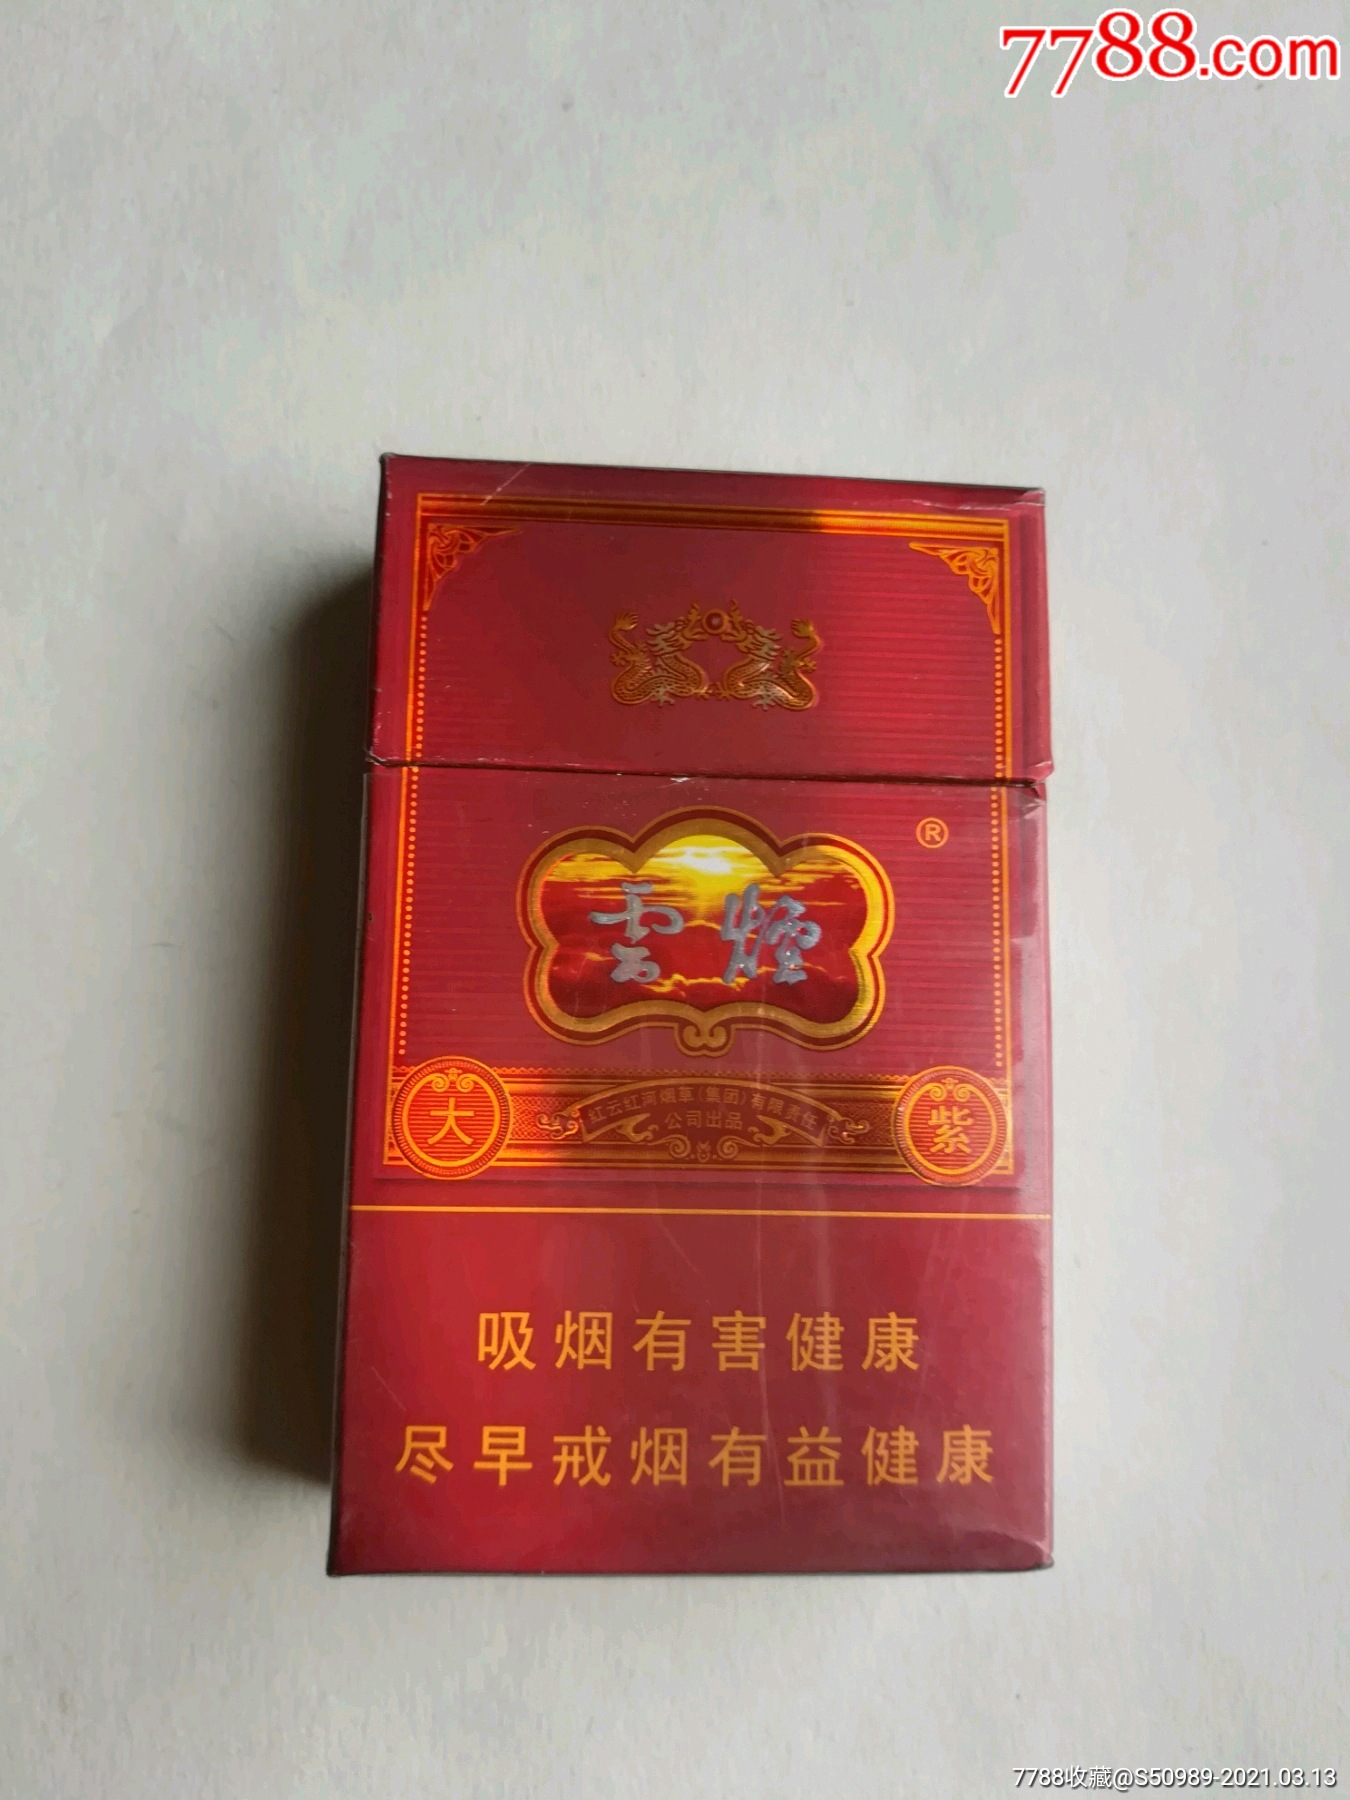 7788.com
®
雲煙
红云红河烟草(集团)有限责任
公司出品
大
紫
吸烟有害健康
尽早戒烟有益健康
7788收藏@S50989-2021.03.13